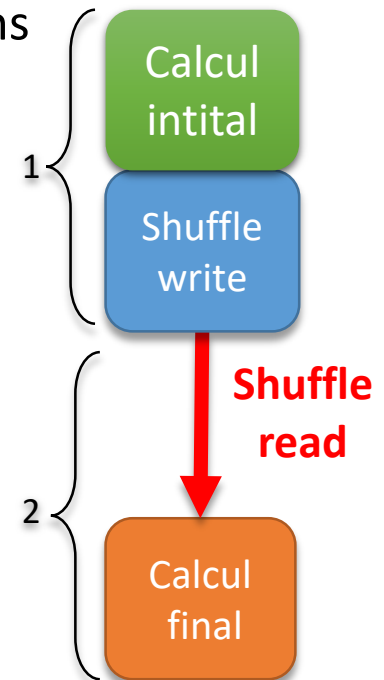 ns
1
Calcul
intital
Shuffle
write
Shuffle
read
2
Calcul
final